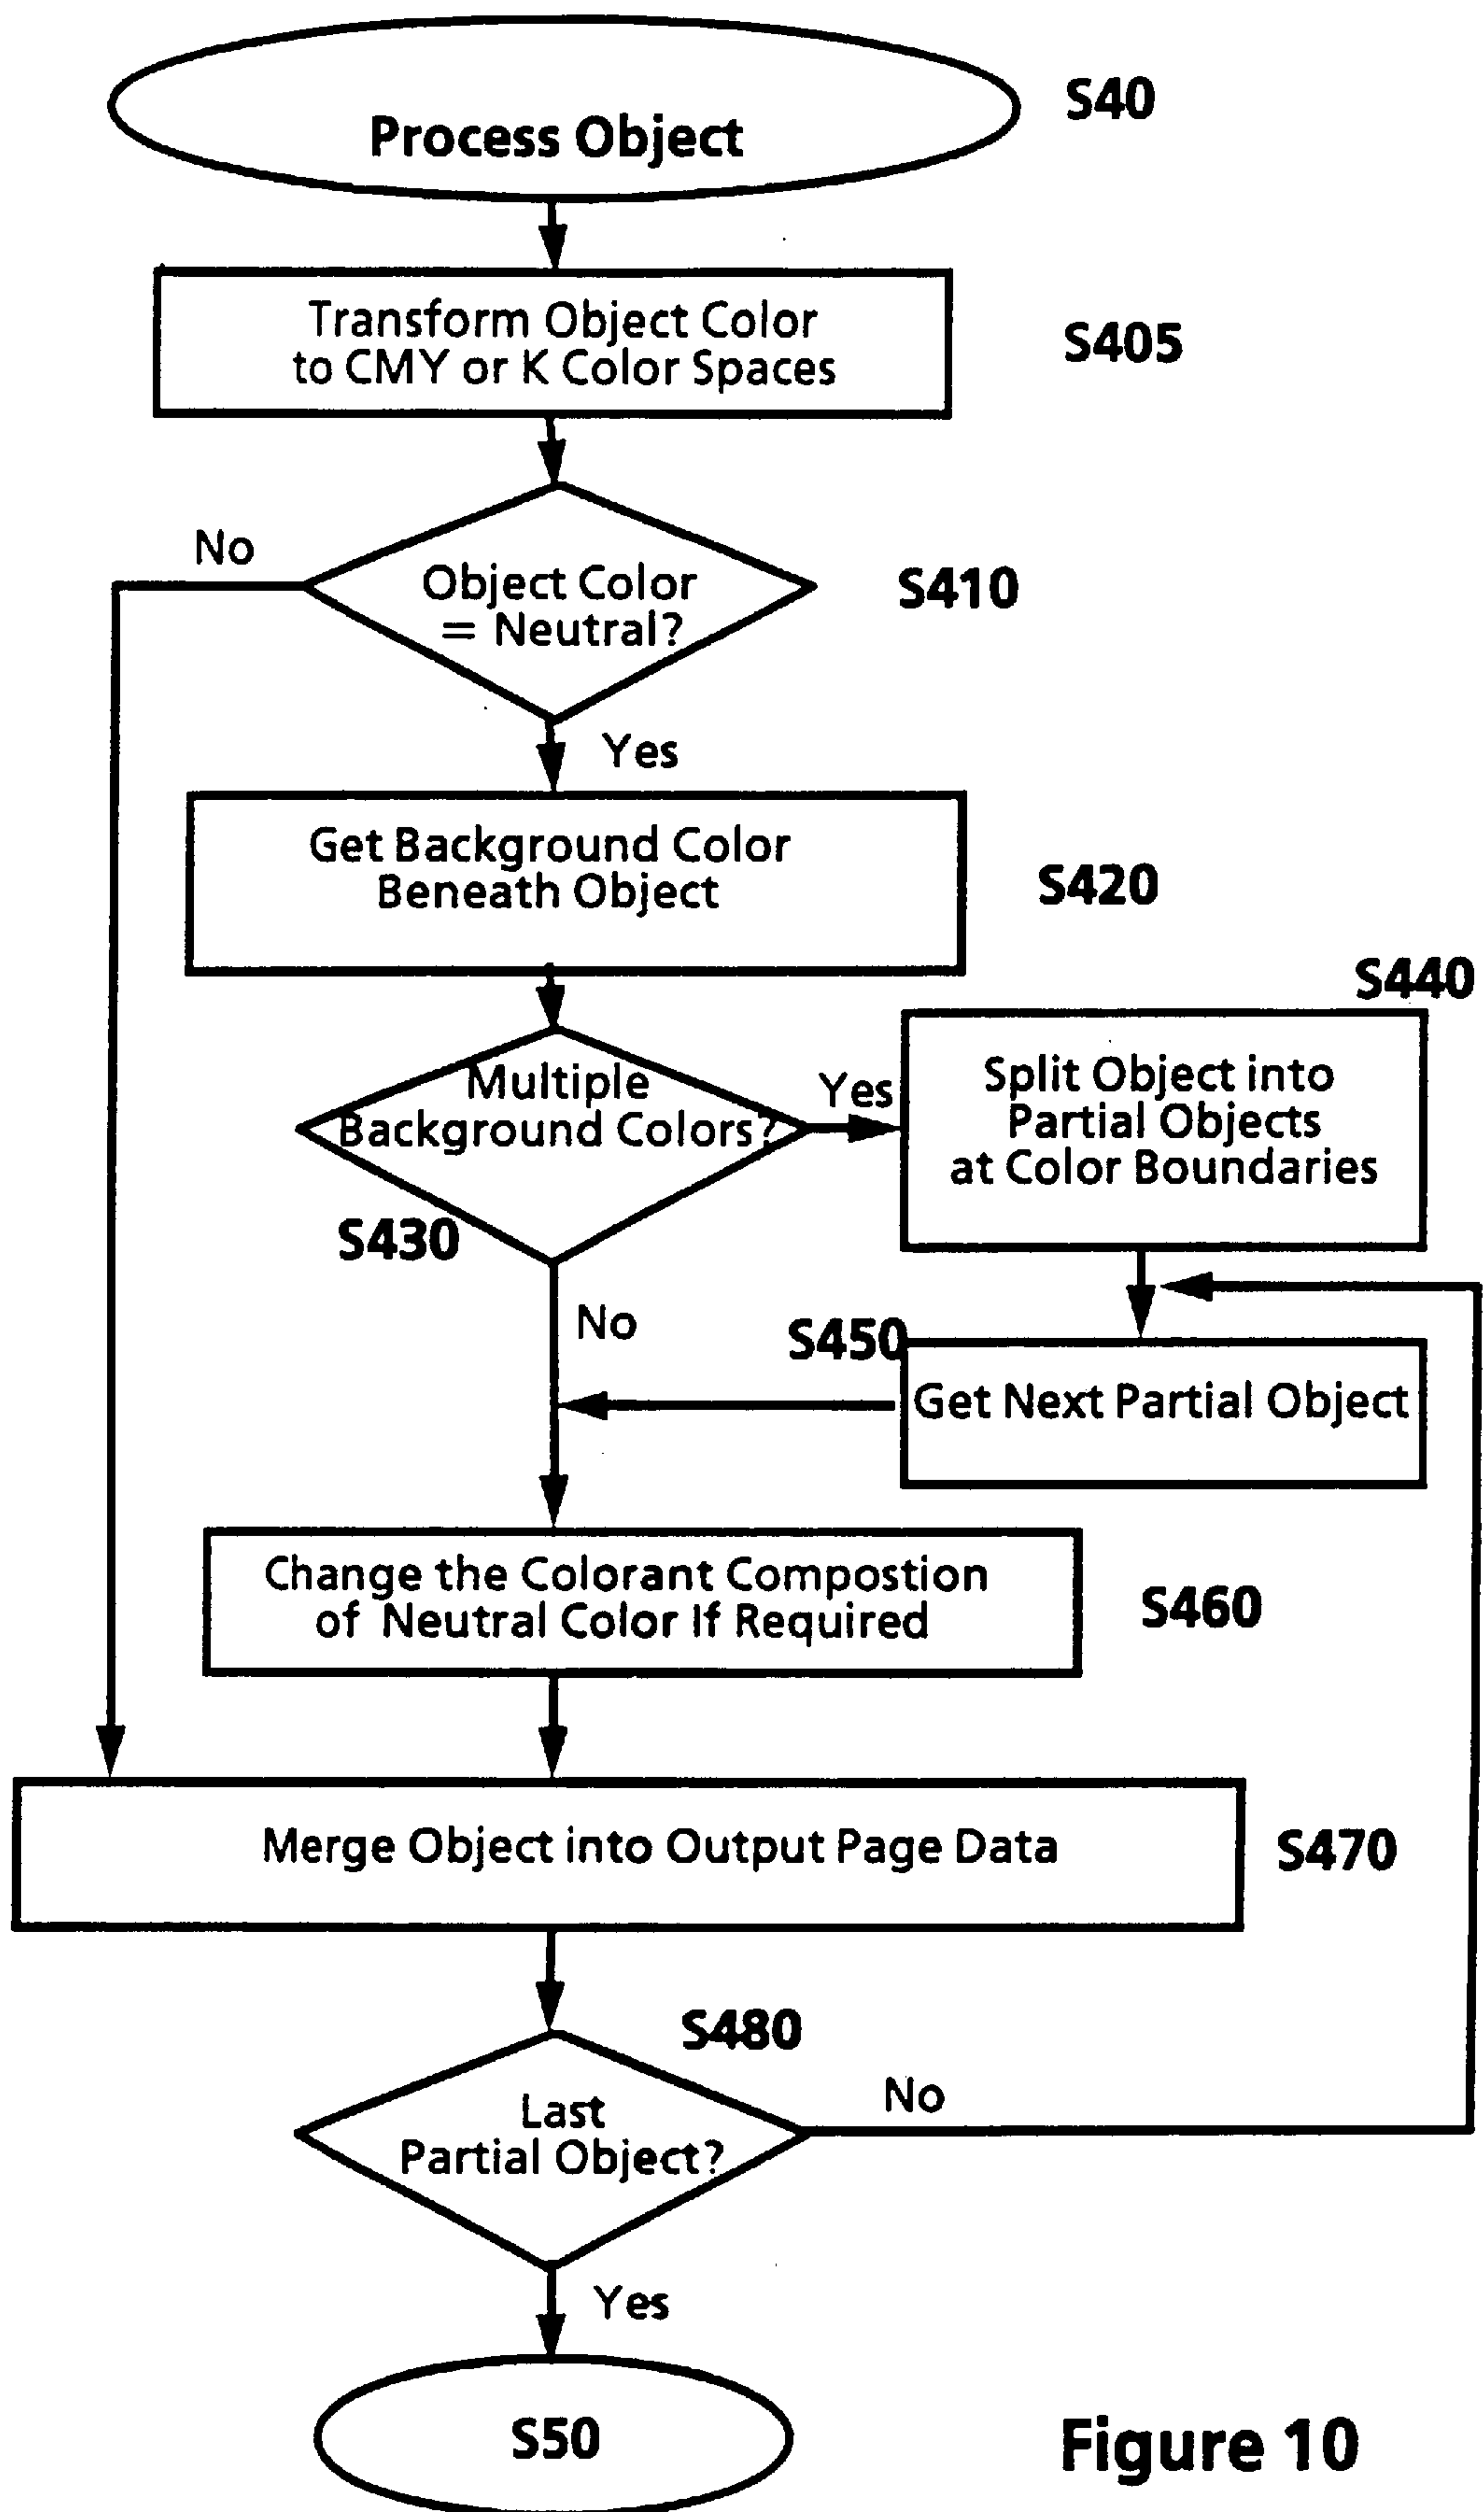 S40
Process Object
Transform Object Color
to CMY or K Color Spaces
S405
No
Object Color
= Neutral?
S410
Yes
Get Background Color
Beneath Object
S420
S440
Multiple
Background Colors?
Yes
Split Object into
Partial Objects
at Color Boundaries
S430
No
S450
Get Next Partial Object
Change the Colorant Compostion
of Neutral Color If Required
S460
Merge Object into Output Page Data
S470
S480
Last
Partial Object?
No
Yes
S50
Figure 10